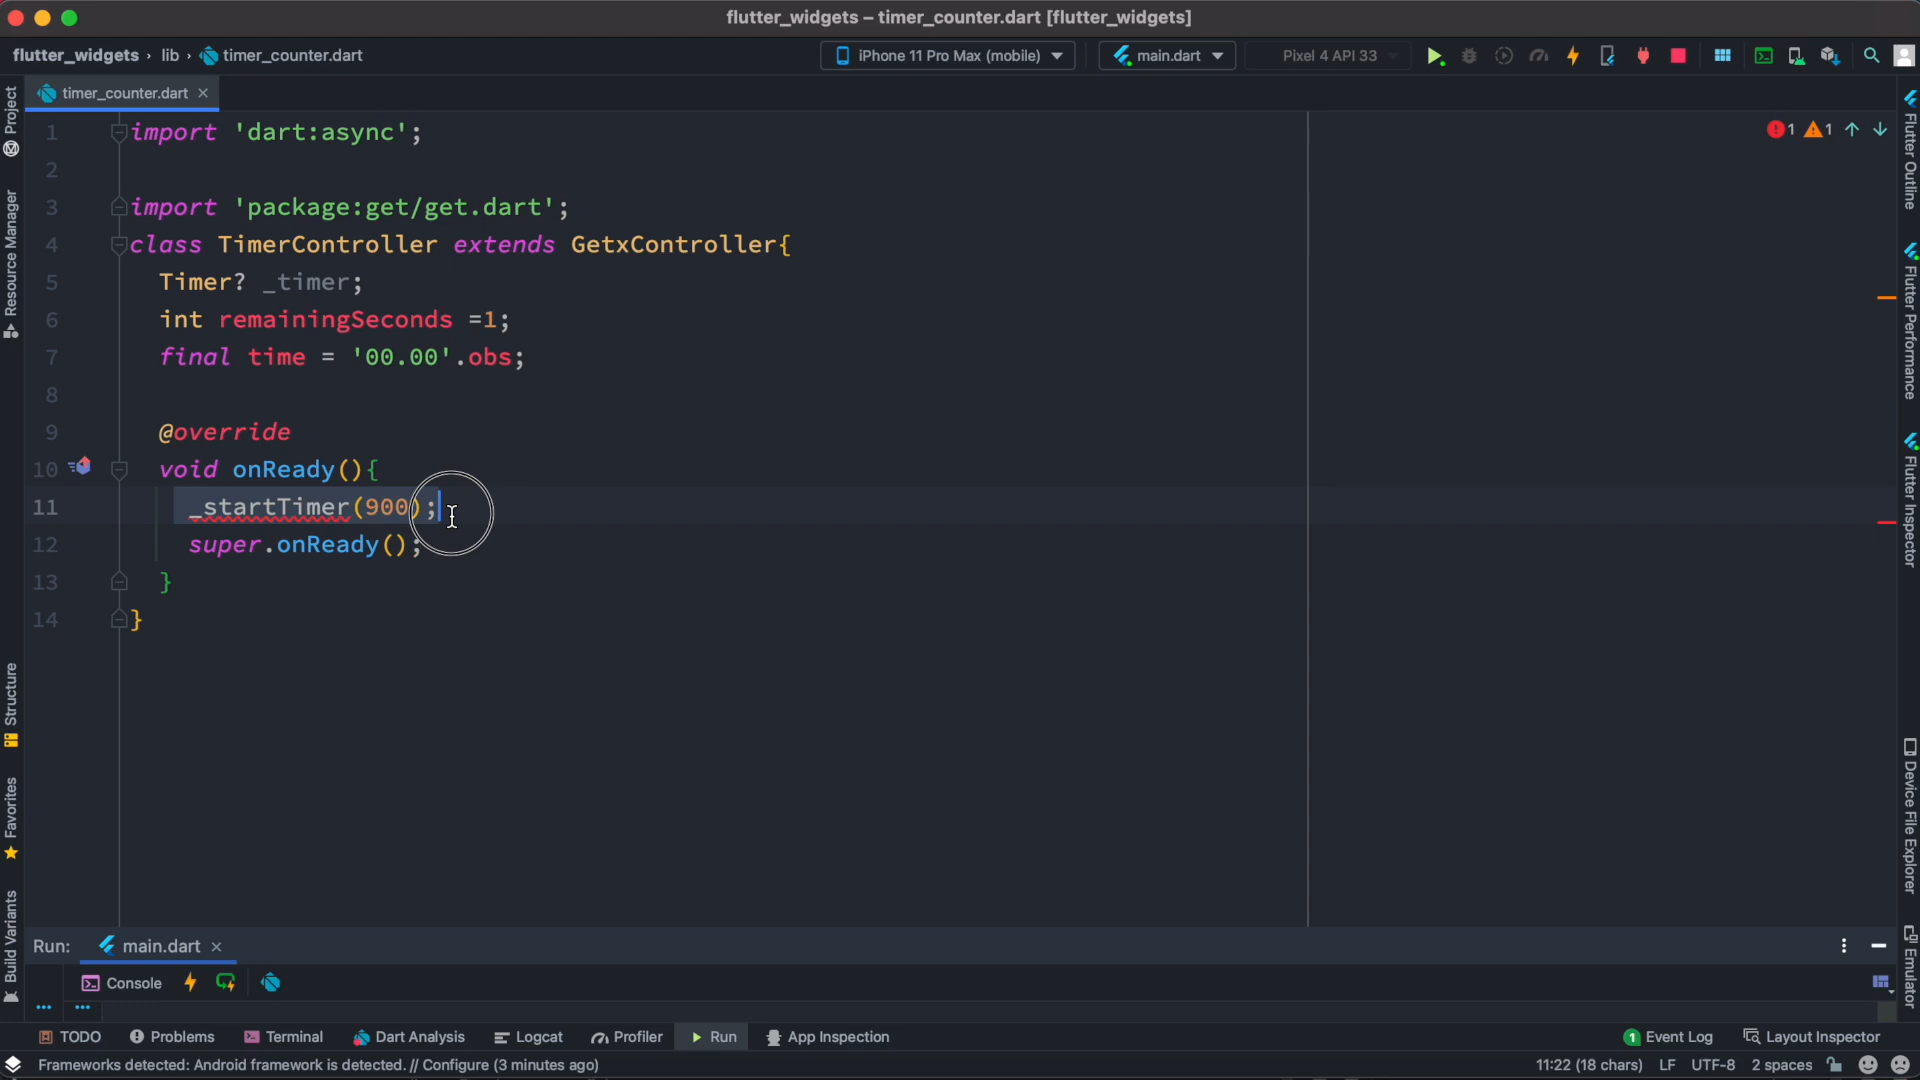 flutter_widgets – timer_counter.dart [flutter_widgets]
flutter_widgets › lib › timer_counter.dart
iPhone 11 Pro Max (mobile)
main.dart
Pixel 4 API 33
timer_counter.dart
1 import 'dart:async';
2
3 import 'package:get/get.dart';
4 class TimerController extends GetxController{
5 Timer? _timer;
6 int remainingSeconds =1;
7 final time = '00.00'.obs;
8
9 @override
10 void onReady(){
11 _startTimer(900);
12 super.onReady();
13 }
14 }
1 1
Project
Resource Manager
Structure
Favorites
Build Variants
Flutter Outline
Flutter Performance
Flutter Inspector
Device File Explorer
Emulator
Run: main.dart
Console
TODO Problems Terminal Dart Analysis Logcat Profiler Run App Inspection 1 Event Log Layout Inspector
Frameworks detected: Android framework is detected. // Configure (3 minutes ago) 11:22 (18 chars) LF UTF-8 2 spaces